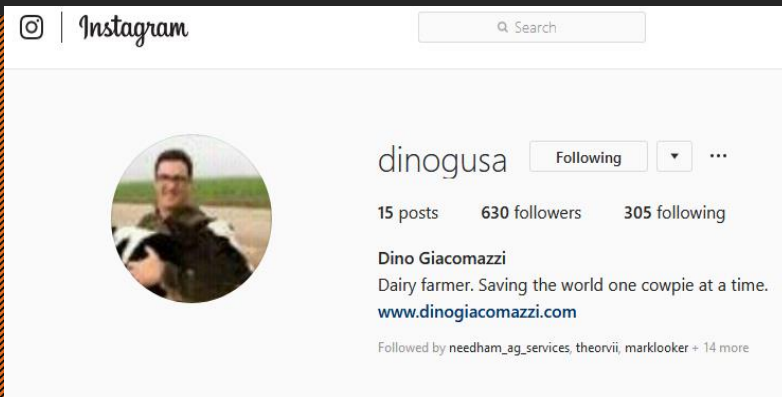 Instagram
Search
dinogusa Following ...
15 posts 630 followers 305 following
Dino Giacomazzi
Dairy farmer. Saving the world one cowpie at a time.
www.dinogiacomazzi.com
Followed by needham_ag_services, theorvii, marklooker + 14 more